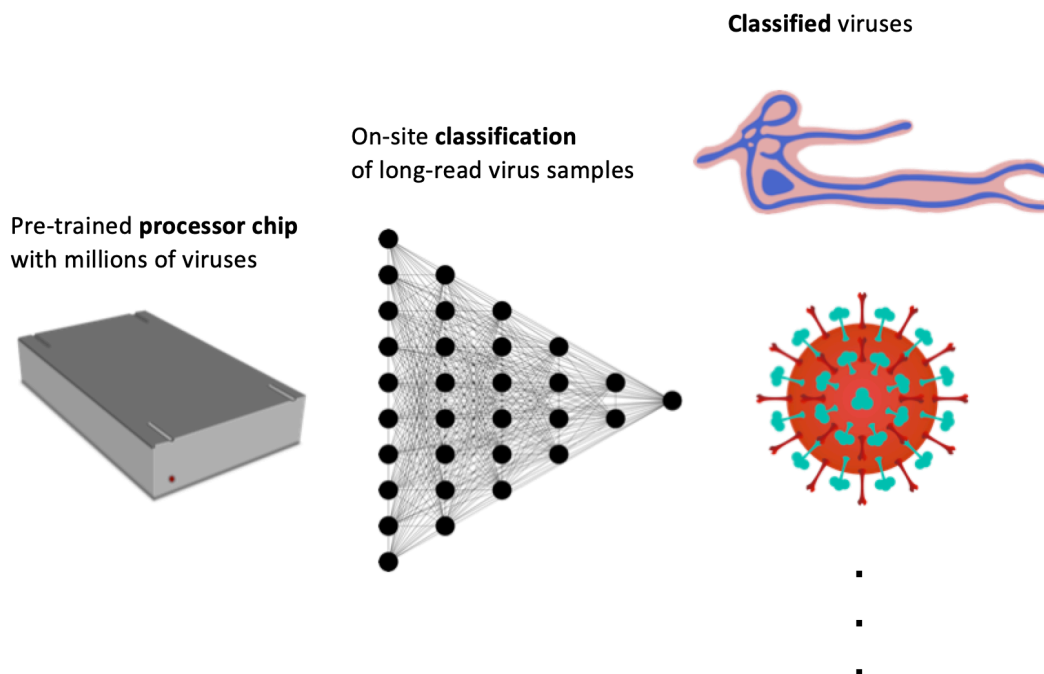 Classified viruses
On-site classification
of long-read virus samples
Pre-trained processor chip
with millions of viruses